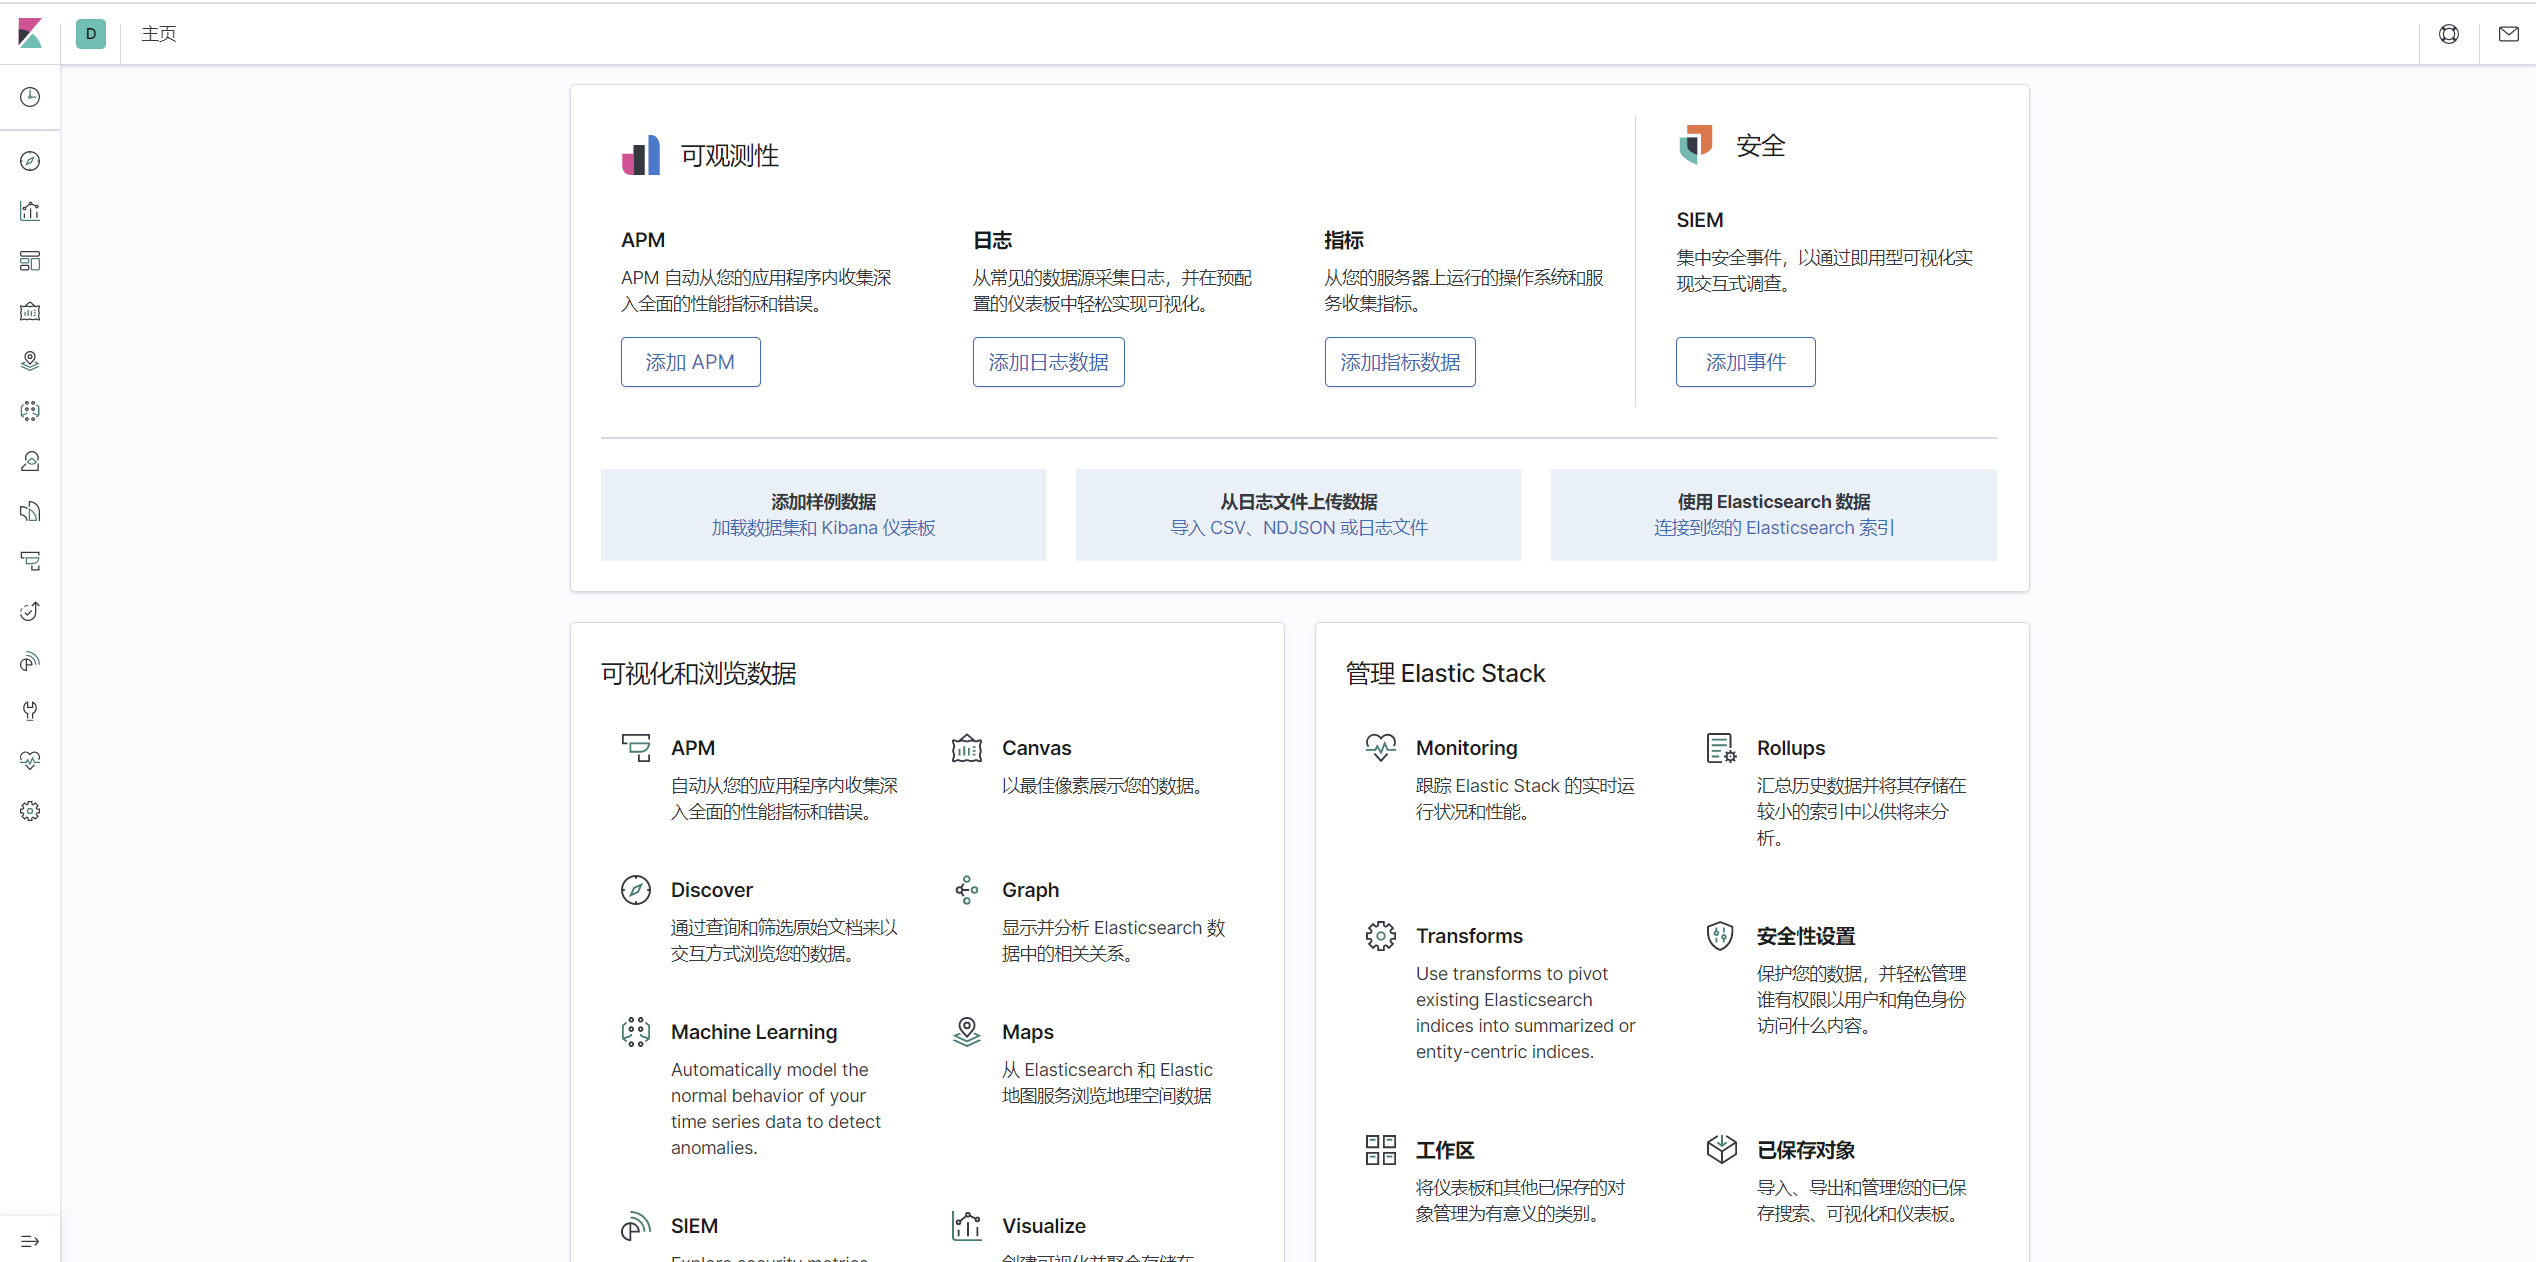 D
主页
可观测性
APM
APM 自动从您的应用程序内收集深
入全面的性能指标和错误。
添加 APM
日志
从常见的数据源采集日志，并在预配
置的仪表板中轻松实现可视化。
添加日志数据
指标
从您的服务器上运行的操作系统和服
务收集指标。
添加指标数据
安全
SIEM
集中安全事件，以通过即用型可视化实
现交互式调查。
添加事件
添加样例数据
加载数据集和 Kibana 仪表板
从日志文件上传数据
导入 CSV、NDJSON 或日志文件
使用 Elasticsearch 数据
连接到您的 Elasticsearch 索引
可视化和浏览数据
APM
自动从您的应用程序内收集深
入全面的性能指标和错误。
Canvas
以最佳像素展示您的数据。
Discover
通过查询和筛选原始文档来以
交互方式浏览您的数据。
Graph
显示并分析 Elasticsearch 数
据中的相关关系。
Machine Learning
Automatically model the
normal behavior of your
time series data to detect
anomalies.
Maps
从 Elasticsearch 和 Elastic
地图服务浏览地理空间数据
SIEM
Explore security metrics
Visualize
创建可视化并聚合存储在
管理 Elastic Stack
Monitoring
跟踪 Elastic Stack 的实时运
行状况和性能。
Rollups
汇总历史数据并将其存储在
较小的索引中以供将来分
析。
Transforms
Use transforms to pivot
existing Elasticsearch
indices into summarized or
entity-centric indices.
安全性设置
保护您的数据，并轻松管理
谁有权限以用户和角色身份
访问什么内容。
工作区
将仪表板和其他已保存的对
象管理为有意义的类别。
已保存对象
导入、导出和管理您的已保
存搜索、可视化和仪表板。